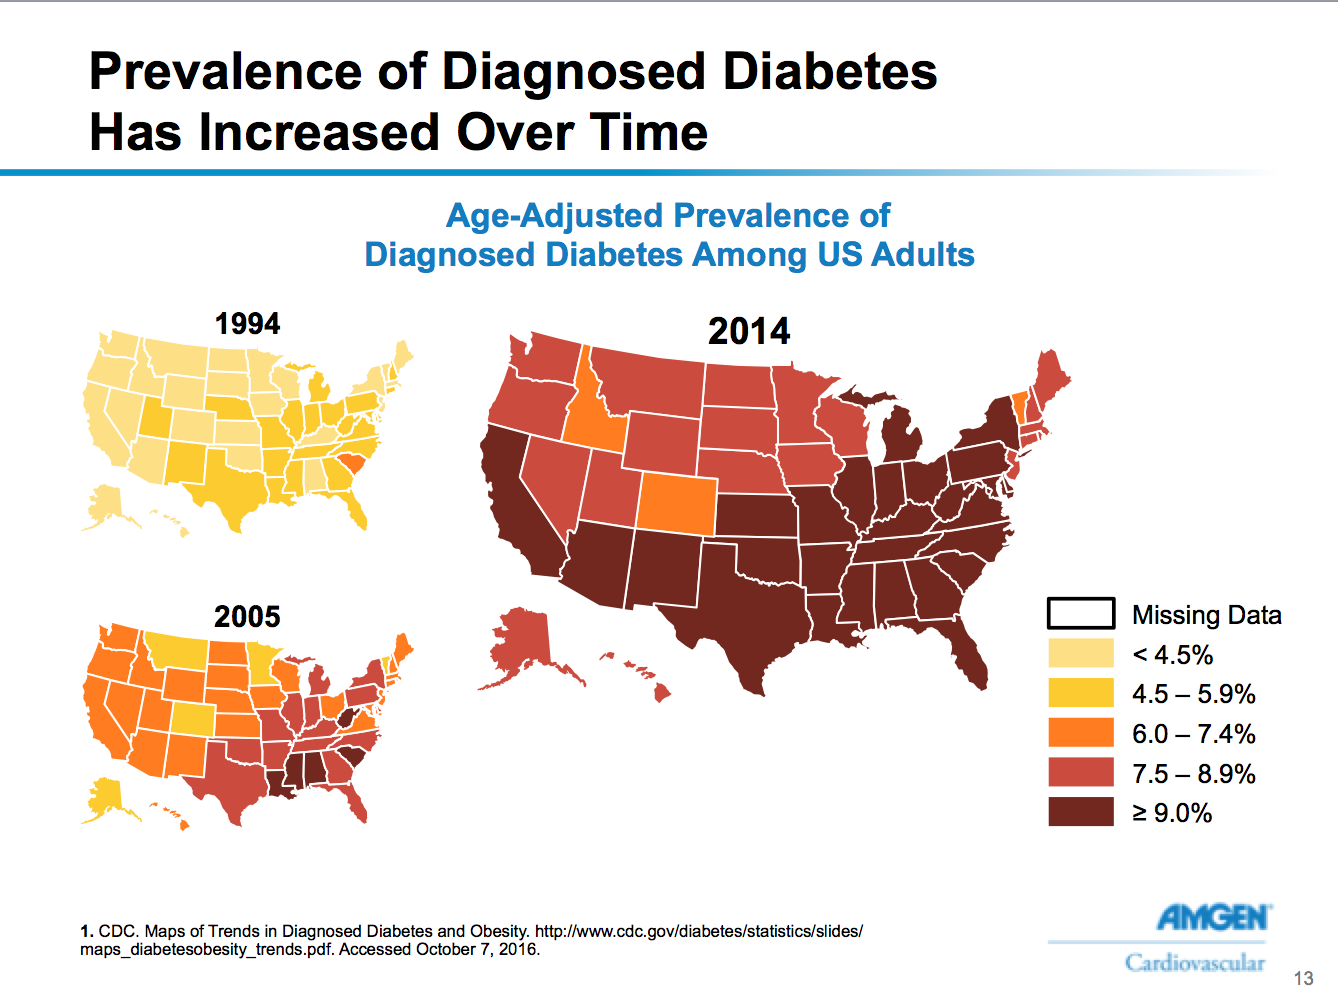 Prevalence of Diagnosed Diabetes
Has Increased Over Time
Age-Adjusted Prevalence of
Diagnosed Diabetes Among US Adults
1994
2014
2005
Missing Data
< 4.5%
4.5 – 5.9%
6.0 – 7.4%
7.5 – 8.9%
≥ 9.0%
1. CDC. Maps of Trends in Diagnosed Diabetes and Obesity. http://www.cdc.gov/diabetes/statistics/slides/
maps_diabetesobesity_trends.pdf. Accessed October 7, 2016.
AMGEN®
Cardiovascular
13